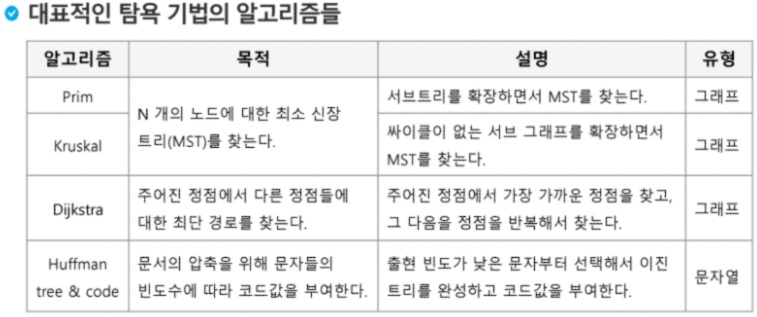 대표적인 탐욕 기법의 알고리즘들
알고리즘 목적 설명 유형
Prim
N 개의 노드에 대한 최소 신장
트리(MST)를 찾는다.
서브트리를 확장하면서 MST를 찾는다.
그래프
Kruskal
싸이클이 없는 서브 그래프를 확장하면서
MST를 찾는다.
그래프
Dijkstra
주어진 정점에서 다른 정점들에
대한 최단 경로를 찾는다.
주어진 정점에서 가장 가까운 정점을 찾고,
그 다음을 정점을 반복해서 찾는다.
그래프
Huffman
tree & code
문서의 압축을 위해 문자들의
빈도수에 따라 코드값을 부여한다.
출현 빈도가 낮은 문자부터 선택해서 이진
트리를 완성하고 코드값을 부여한다.
문자열